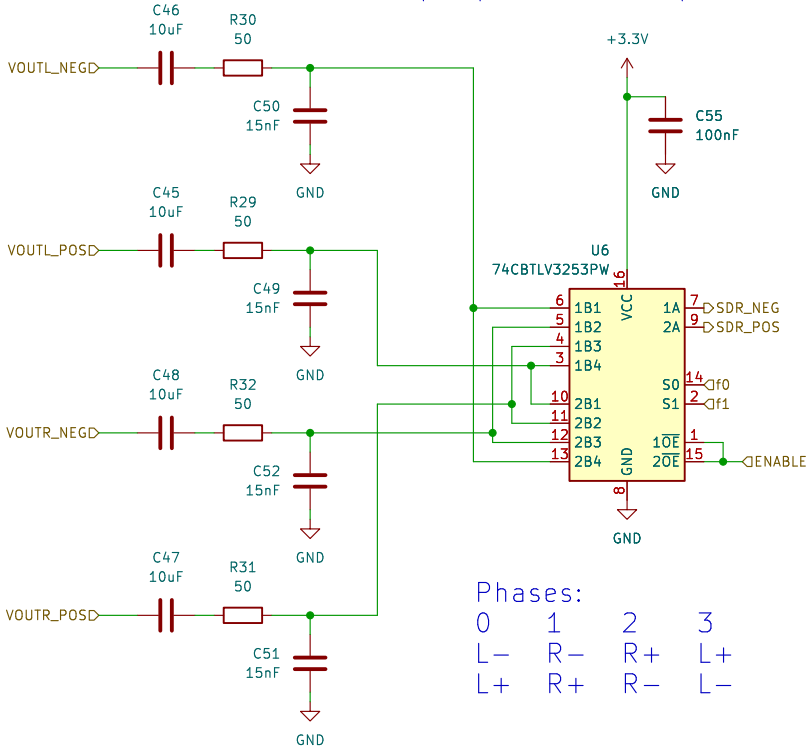 C46
10uF
R30
50
VOUTL_NEG
C50
15nF
GND
+3.3V
C55
100nF
GND
C45
10uF
R29
50
VOUTL_POS
C49
15nF
GND
U6
74CBTLV3253PW
16
VCC
6 1B1
5 1B2
4 1B3
3 1B4
10 2B1
11 2B2
12 2B3
13 2B4
1A 7 SDR_NEG
2A 9 SDR_POS
S0 14 f0
S1 2 f1
1OE 1
2OE 15 ENABLE
GND
8
GND
C48
10uF
R32
50
VOUTR_NEG
C52
15nF
GND
C47
10uF
R31
50
VOUTR_POS
C51
15nF
GND
Phases:
0 1 2 3
L- R- R+ L+
L+ R+ R- L-